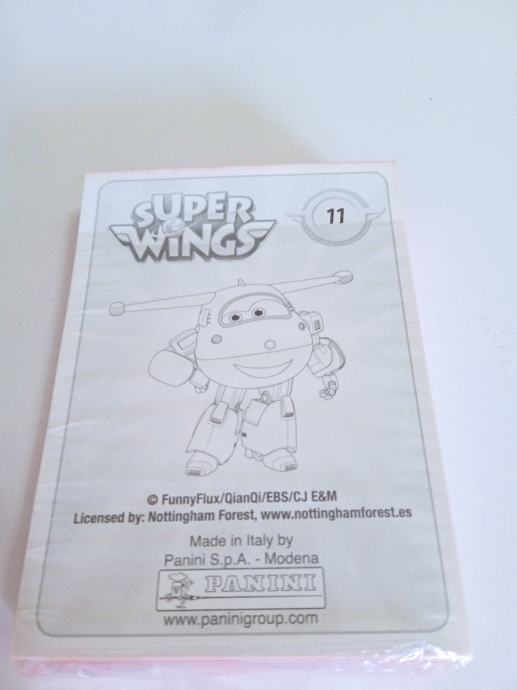 SUPER
WINGS
11
© FunnyFlux/QianQi/EBS/CJ E&M
Licensed by: Nottingham Forest, www.nottinghamforest.es
Made in Italy by
Panini S.p.A. - Modena
PANINI
www.paninigroup.com